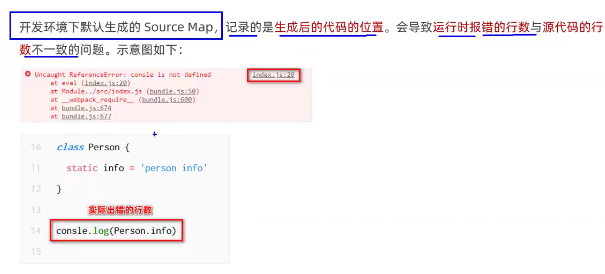 开发环境下默认生成的 Source Map，记录的是生成后的代码的位置。会导致运行时报错的行数与源代码的行
数不一致的问题。示意图如下：
Uncaught ReferenceError: consle is not defined index.js:20
at eval (index.js:20)
at Module../src/index.js (bundle.js:50)
at __webpack_require__ (bundle.js:600)
at bundle.js:674
at bundle.js:677
10 class Person {
11 static info = 'person info'
12 }
13 实际出错的行数
14 consle.log(Person.info)
15